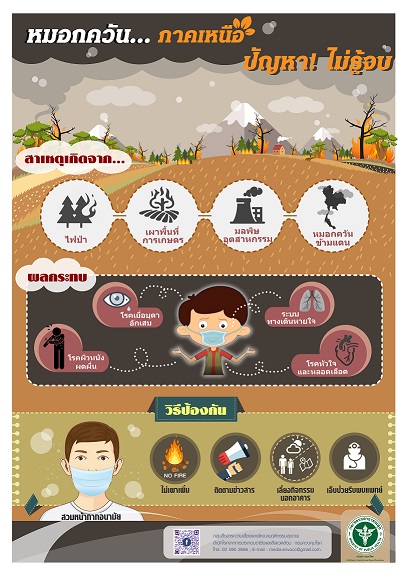 หมอกควัน... ภาคเหนือ
ปัญหา! ไม่รู้จบ
สาเหตุเกิดจาก...
ไฟป่า
เผาพื้นที่
การเกษตร
มลพิษ
อุตสาหกรรม
หมอกควัน
ข้ามแดน
ผลกระทบ
โรคเยื่อบุตา
อักเสบ
ระบบ
ทางเดินหายใจ
โรคผิวหนัง
ผดผื่น
โรคหัวใจ
และหลอดเลือด
วิธีป้องกัน
NO FIRE
ไม่เผาเพิ่ม
ติดตามข่าวสาร
เลี่ยงกิจกรรม
นอกอาคาร
เจ็บป่วยรีบพบแพทย์
สวมหน้ากากอนามัย